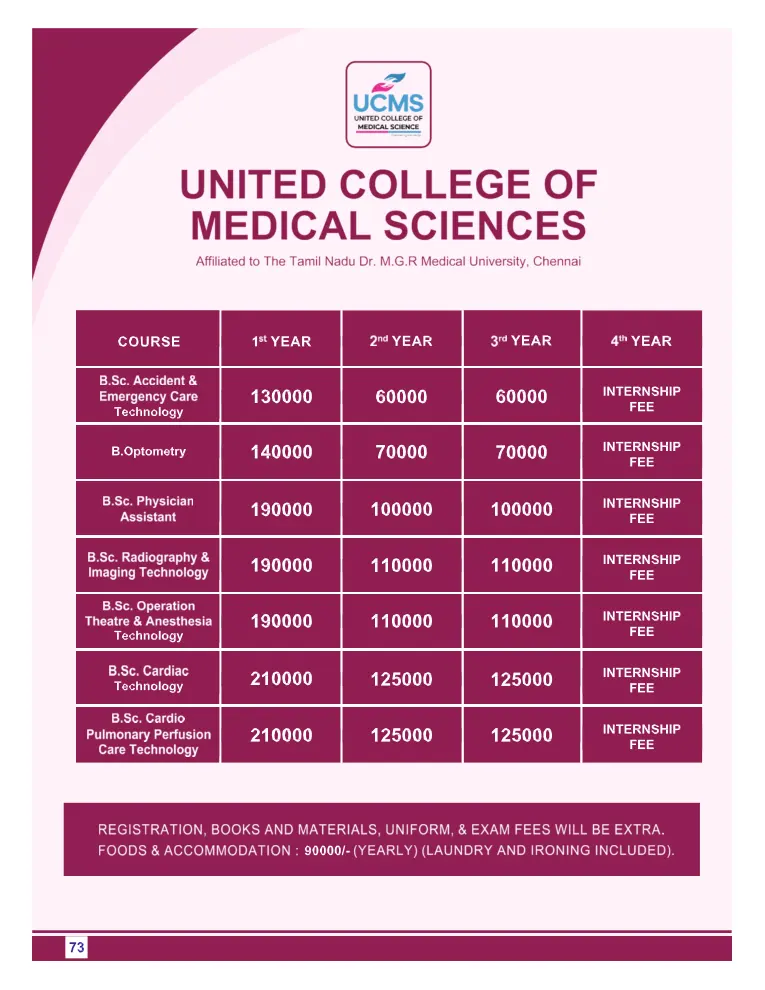 UCMS
UNITED COLLEGE OF
MEDICAL SCIENCE
UNITED COLLEGE OF
MEDICAL SCIENCES
Affiliated to The Tamil Nadu Dr. M.G.R Medical University, Chennai
COURSE 1st YEAR 2nd YEAR 3rd YEAR 4th YEAR
B.Sc. Accident &
Emergency Care
Technology
130000 60000 60000
INTERNSHIP
FEE
B.Optometry
140000 70000 70000
INTERNSHIP
FEE
B.Sc. Physician
Assistant
190000 100000 100000
INTERNSHIP
FEE
B.Sc. Radiography &
Imaging Technology
190000 110000 110000
INTERNSHIP
FEE
B.Sc. Operation
Theatre & Anesthesia
Technology
190000 110000 110000
INTERNSHIP
FEE
B.Sc. Cardiac
Technology
210000 125000 125000
INTERNSHIP
FEE
B.Sc. Cardio
Pulmonary Perfusion
Care Technology
210000 125000 125000
INTERNSHIP
FEE
REGISTRATION, BOOKS AND MATERIALS, UNIFORM, & EXAM FEES WILL BE EXTRA.
FOODS & ACCOMMODATION : 90000/- (YEARLY) (LAUNDRY AND IRONING INCLUDED).
73